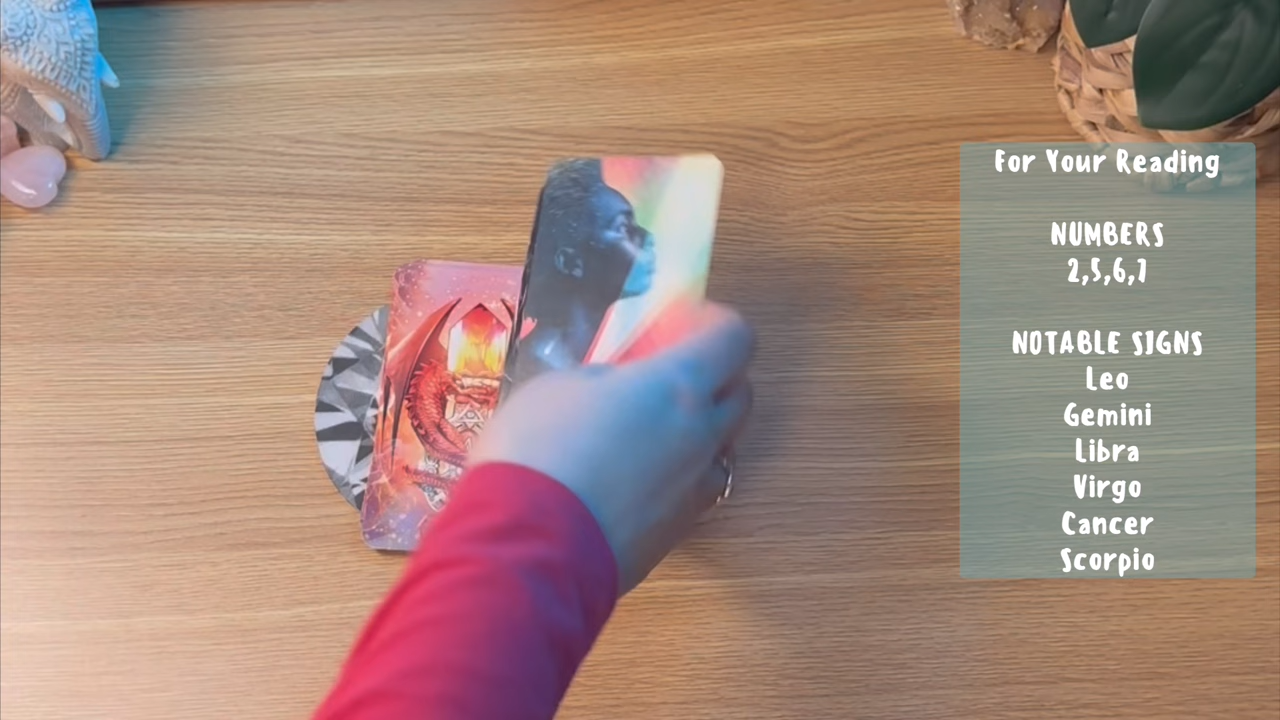 For Your Reading
NUMBERS
2,5,6,7
NOTABLE SIGNS
Leo
Gemini
Libra
Virgo
Cancer
Scorpio